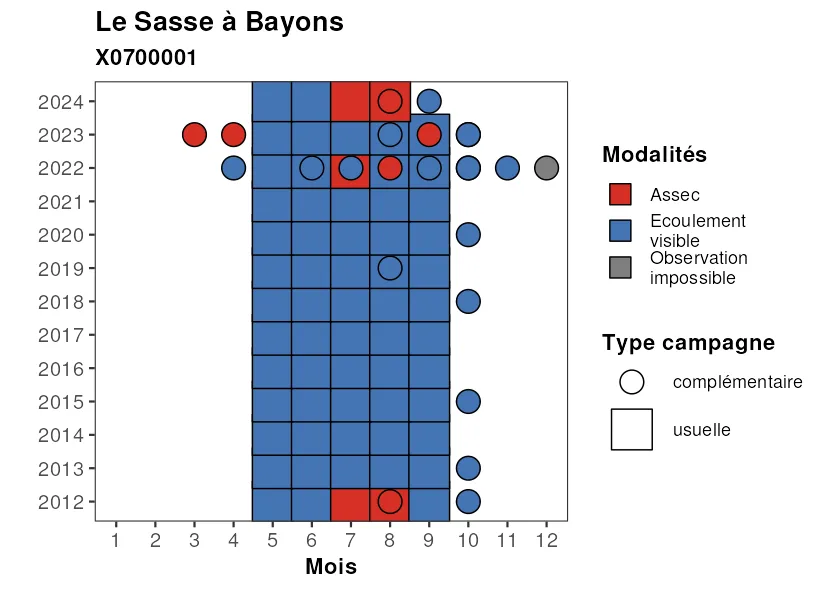 Le Sasse à Bayons
X0700001
2024
2023
2022
2021
2020
2019
2018
2017
2016
2015
2014
2013
2012
1 2 3 4 5 6 7 8 9 10 11 12
Mois
Modalités
Assec
Ecoulement
visible
Observation
impossible
Type campagne
complémentaire
usuelle